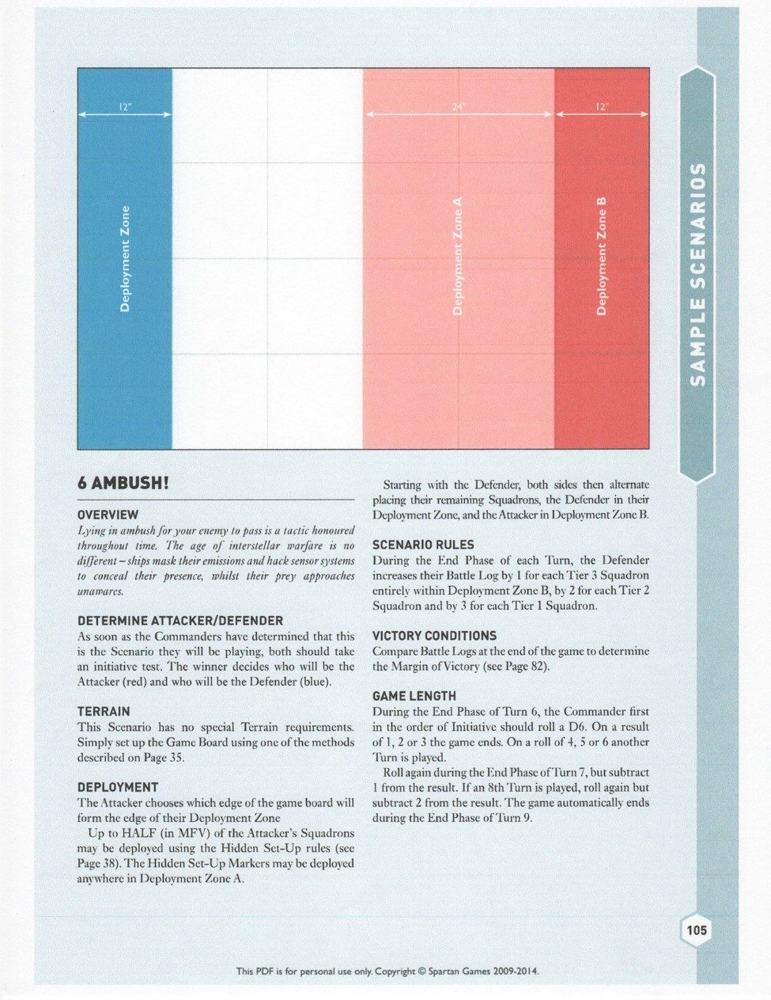 12"
24"
12"
Deployment Zone
Deployment Zone A
Deployment Zone B
SAMPLE SCENARIOS
6 AMBUSH!
OVERVIEW
Lying in ambush for your enemy to pass is a tactic honoured
throughout time. The age of interstellar warfare is no
different – ships mask their emissions and hack sensor systems
to conceal their presence, whilst their prey approaches
unawares.
DETERMINE ATTACKER/DEFENDER
As soon as the Commanders have determined that this
is the Scenario they will be playing, both should take
an initiative test. The winner decides who will be the
Attacker (red) and who will be the Defender (blue).
TERRAIN
This Scenario has no special Terrain requirements.
Simply set up the Game Board using one of the methods
described on Page 35.
DEPLOYMENT
The Attacker chooses which edge of the game board will
form the edge of their Deployment Zone
Up to HALF (in MFV) of the Attacker's Squadrons
may be deployed using the Hidden Set-Up rules (see
Page 38). The Hidden Set-Up Markers may be deployed
anywhere in Deployment Zone A.
Starting with the Defender, both sides then alternate
placing their remaining Squadrons, the Defender in their
Deployment Zone, and the Attacker in Deployment Zone B.
SCENARIO RULES
During the End Phase of each Turn, the Defender
increases their Battle Log by 1 for each Tier 3 Squadron
entirely within Deployment Zone B, by 2 for each Tier 2
Squadron and by 3 for each Tier 1 Squadron.
VICTORY CONDITIONS
Compare Battle Logs at the end of the game to determine
the Margin of Victory (see Page 82).
GAME LENGTH
During the End Phase of Turn 6, the Commander first
in the order of Initiative should roll a D6. On a result
of 1, 2 or 3 the game ends. On a roll of 4, 5 or 6 another
Turn is played.
Roll again during the End Phase of Turn 7, but subtract
1 from the result. If an 8th Turn is played, roll again but
subtract 2 from the result. The game automatically ends
during the End Phase of Turn 9.
105
This PDF is for personal use only. Copyright © Spartan Games 2009-2014.